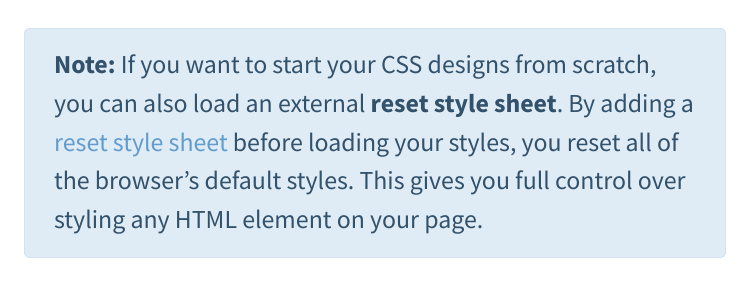 Note: If you want to start your CSS designs from scratch,
you can also load an external reset style sheet. By adding a
reset style sheet before loading your styles, you reset all of
the browser’s default styles. This gives you full control over
styling any HTML element on your page.